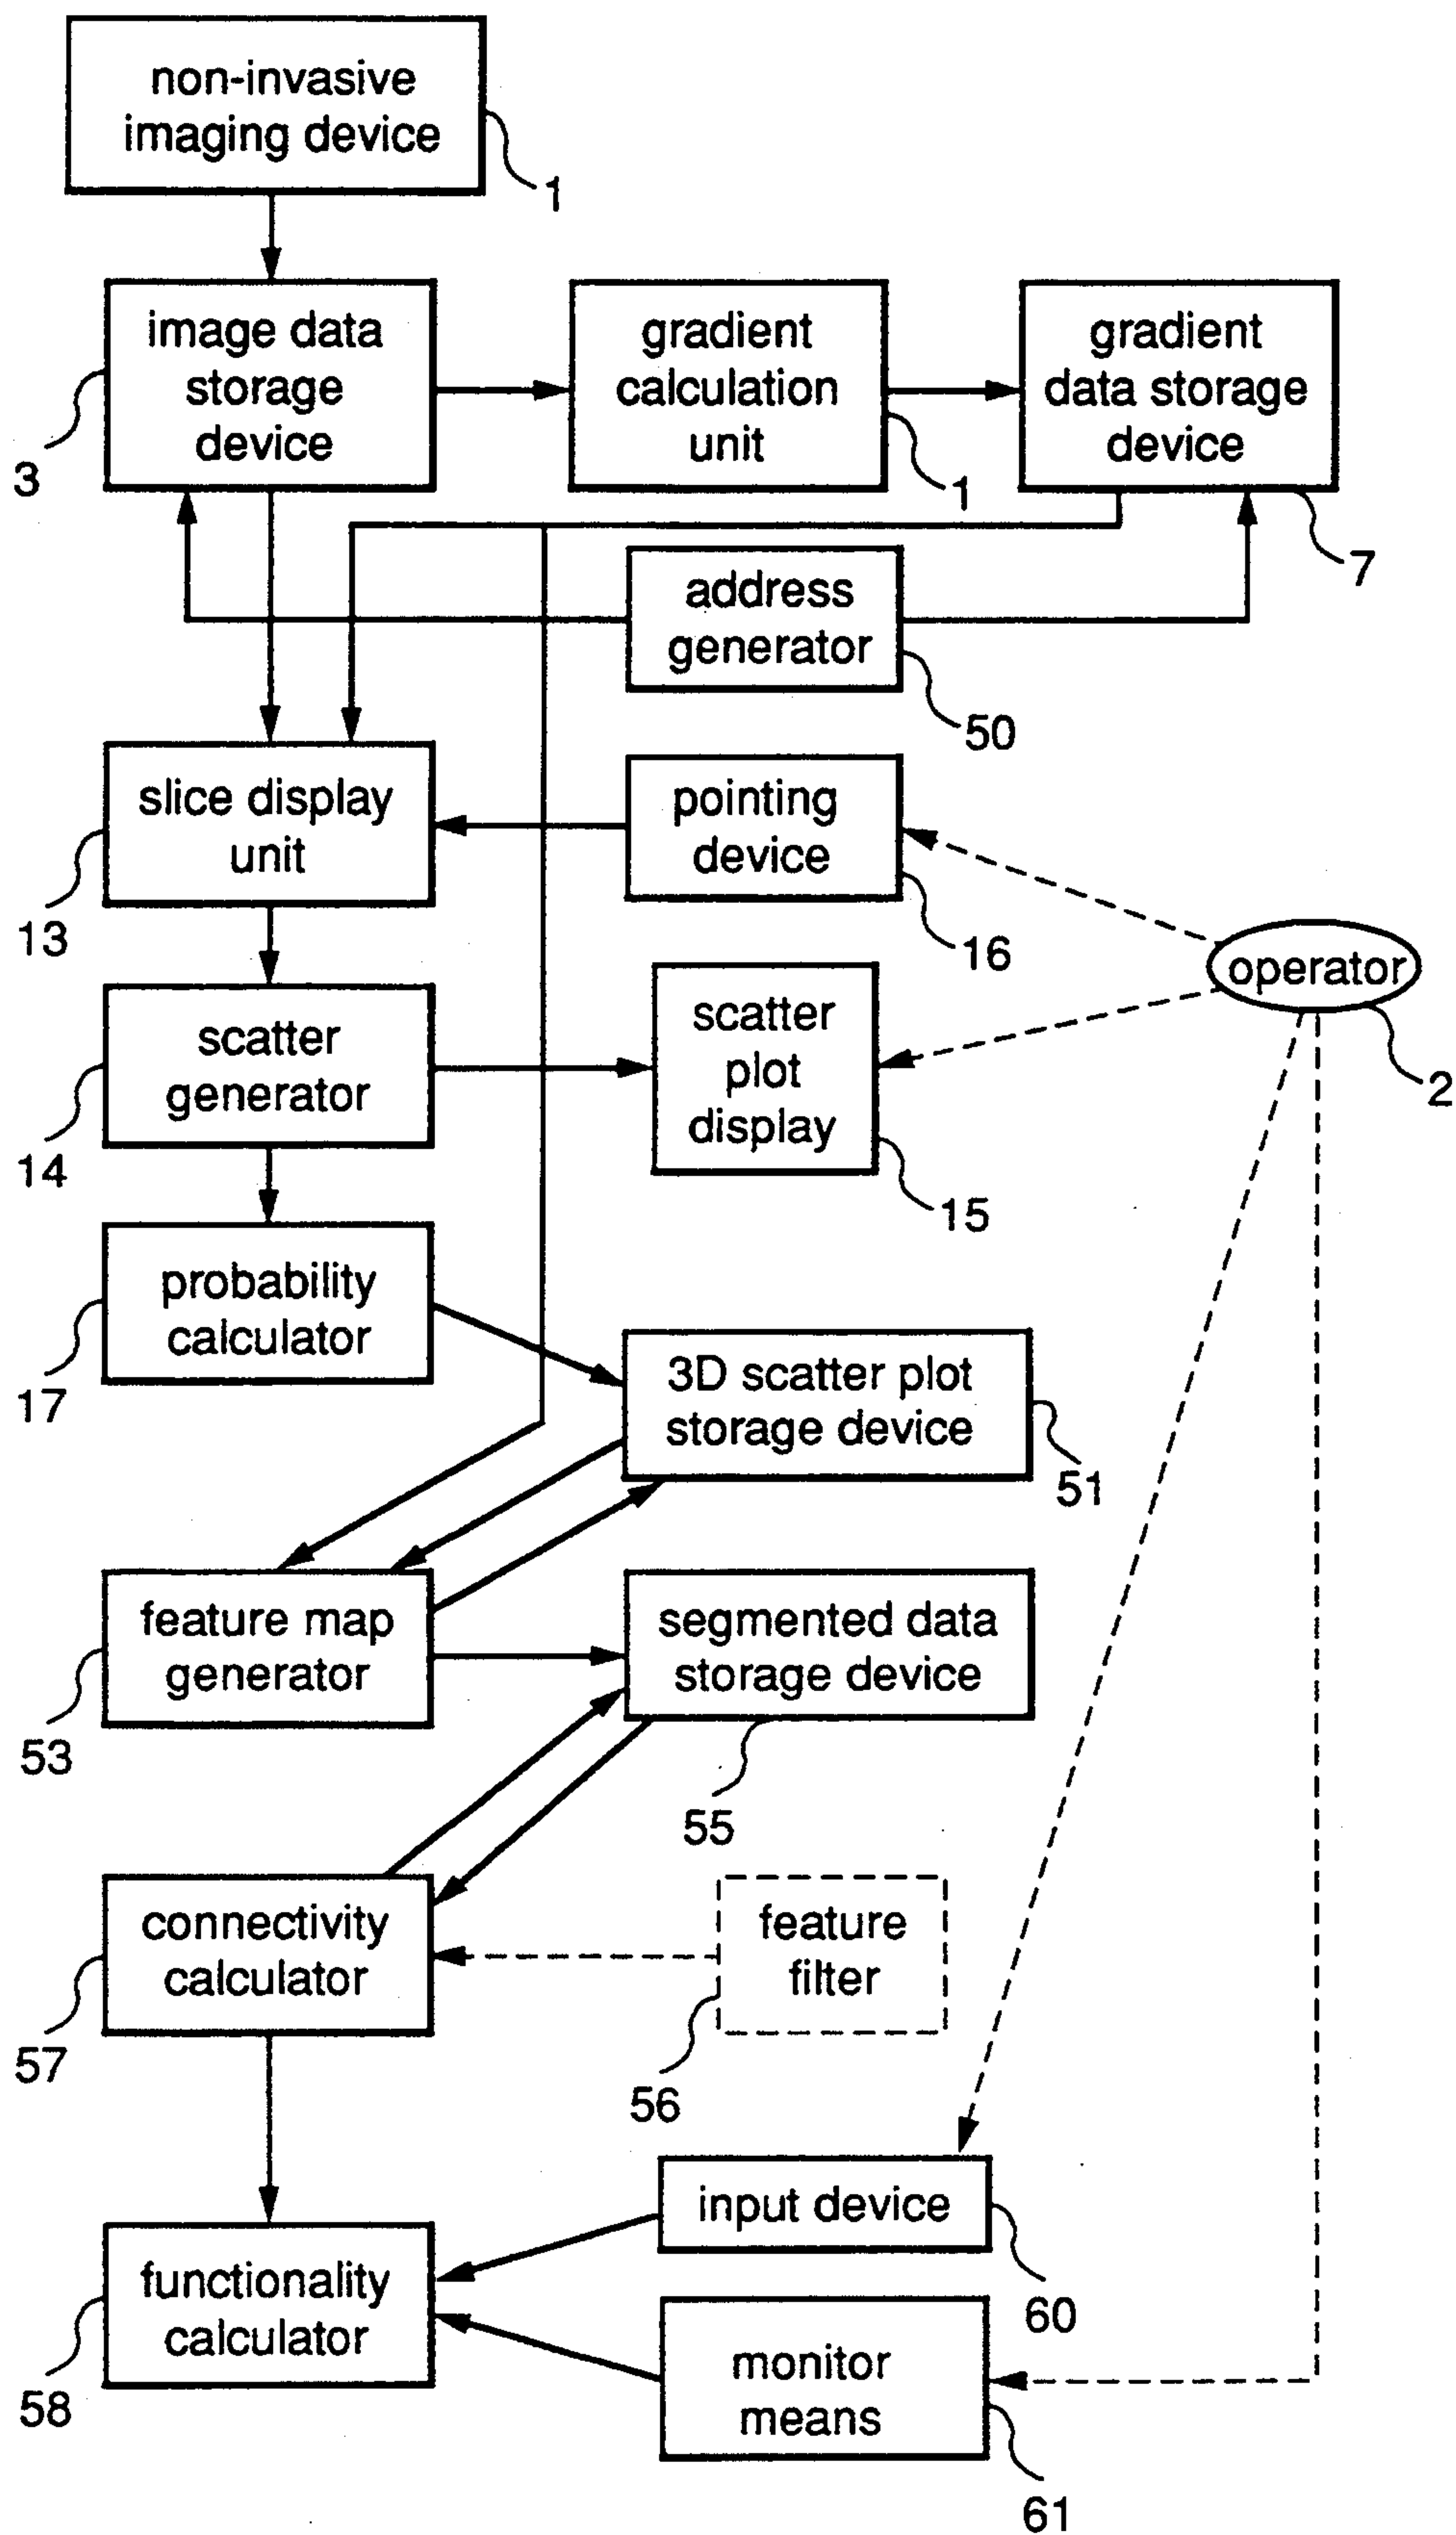 non-invasive
imaging device
1
image data
storage
device
3
gradient
calculation
unit
1
gradient
data storage
device
7
address
generator
50
slice display
unit
13
pointing
device
16
operator
2
scatter
generator
14
scatter
plot
display
15
probability
calculator
17
3D scatter plot
storage device
51
feature map
generator
53
segmented data
storage device
55
connectivity
calculator
57
feature
filter
56
input device
60
functionality
calculator
58
monitor
means
61